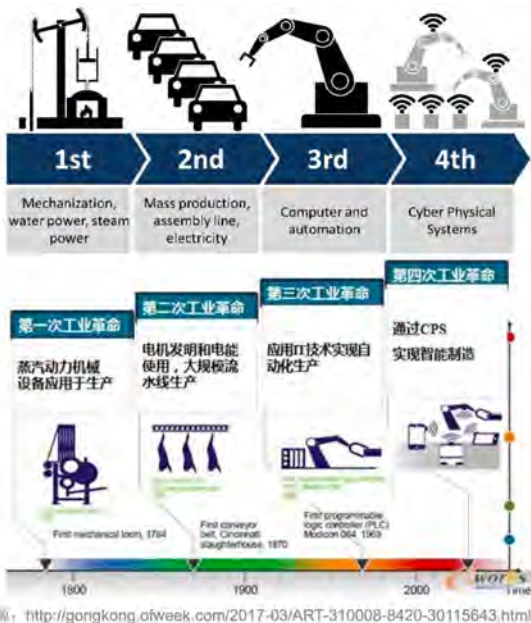 1st
2nd
3rd
4th
Mechanization,
water power, steam
power
Mass production,
assembly line,
electricity
Computer and
automation
Cyber Physical
Systems
第一次工业革命
蒸汽动力机械
设备应用于生产
第二次工业革命
电机发明和电能
使用，大规模流
水线生产
第三次工业革命
应用IT技术实现自
动化生产
第四次工业革命
通过CPS
实现智能制造
First mechanical loom, 1784
First conveyor
belt, Cincinnati
slaughterhouse, 1870
First programmable
logic controller (PLC)
Modicon 084, 1969
1800
1900
2000
Time
http://gongkong.ofweek.com/2017-03/ART-310008-8420-30115643.html